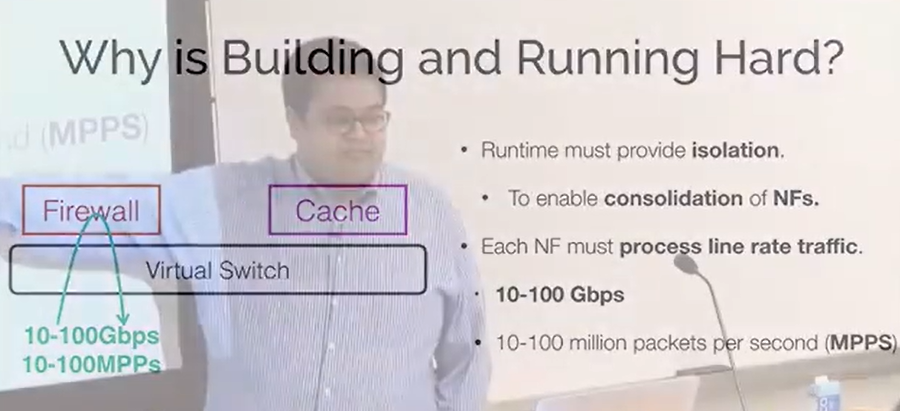 Why is Building and Running Hard?
nd (MPPS)
Firewall
Cache
Virtual Switch
10-100Gbps
10-100MPPs
• Runtime must provide isolation.
• To enable consolidation of NFs.
• Each NF must process line rate traffic.
• 10-100 Gbps
• 10-100 million packets per second (MPPS)